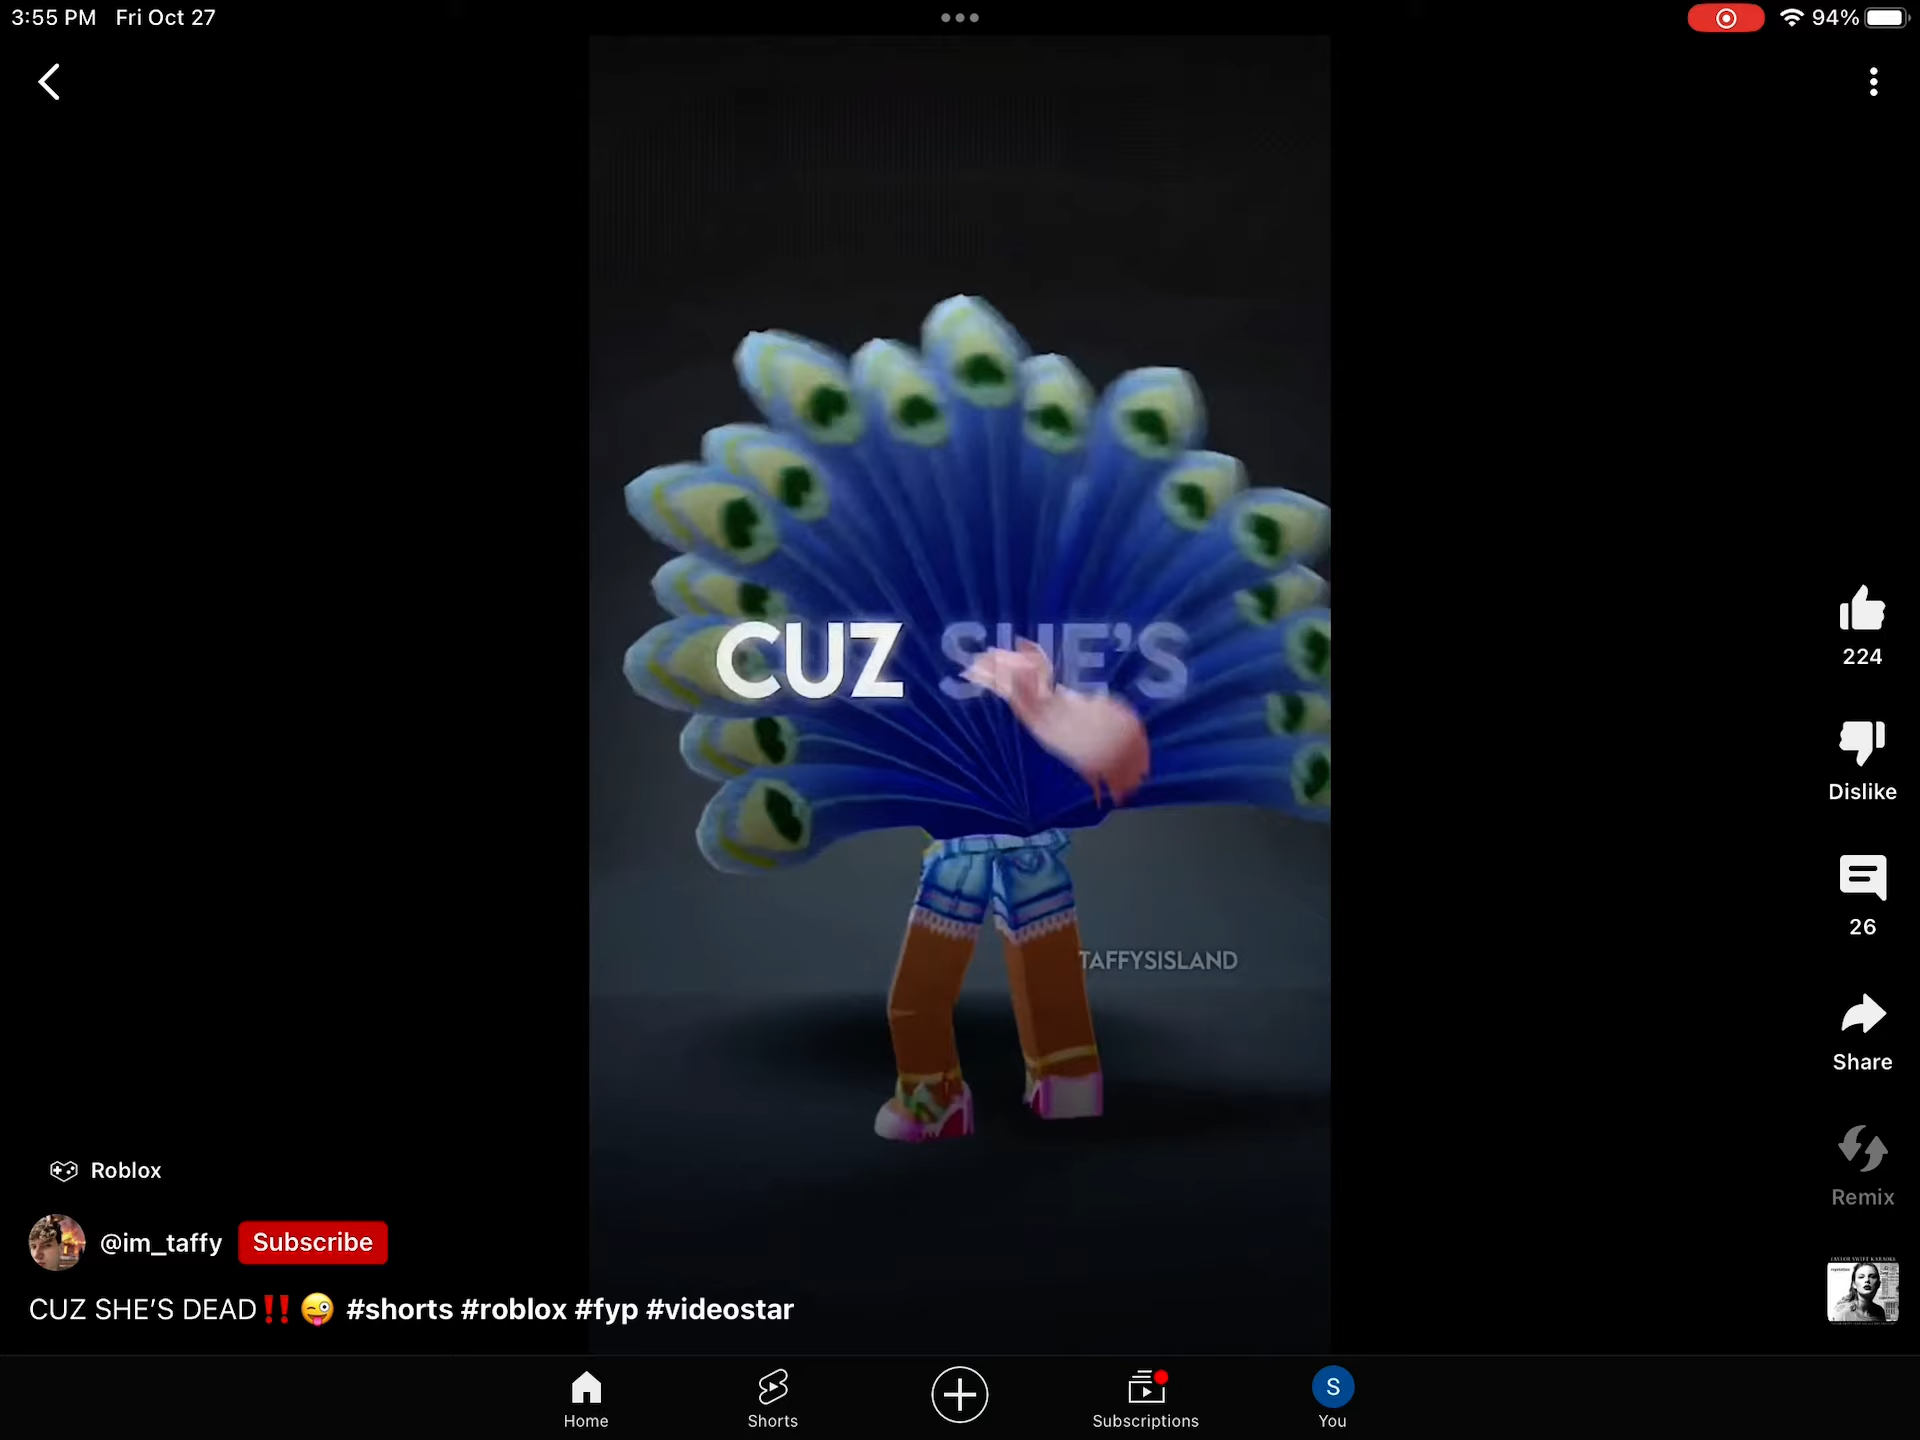 3:55 PM Fri Oct 27
94%
CUZ SHE'S
224
Dislike
26
TAFFYSISLAND
Share
Roblox
Remix
@im_taffy Subscribe
CUZ SHE'S DEAD‼️😜 #shorts #roblox #fyp #videostar
Home Shorts Subscriptions S You